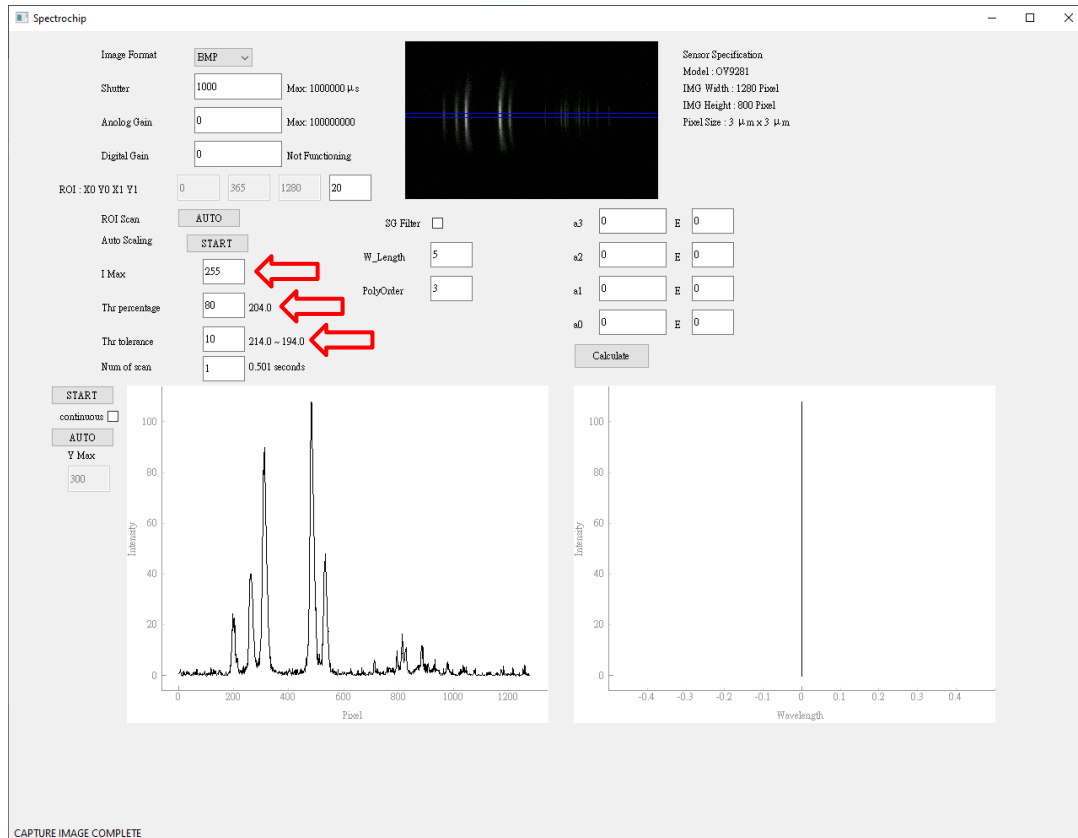 Spectrochip
Image Format BMP
Shutter 1000 Max: 1000000 μs
Anolog Gain 0 Max: 100000000
Digital Gain 0 Not Functioning
ROI : X0 Y0 X1 Y1 0 365 1280 20
Sensor Specification
Model : OV9281
IMG Width : 1280 Pixel
IMG Height : 800 Pixel
Pixel Size : 3 μm x 3 μm
ROI Scan AUTO
Auto Scaling START
I Max 255
Thr percentage 80 204.0
Thr tolerance 10 214.0 ~ 194.0
Num of scan 1 0.501 seconds
SG Filter
W_Length 5
PolyOrder 3
a3 0 E 0
a2 0 E 0
a1 0 E 0
a0 0 E 0
Calculate
START
continuous
AUTO
Y Max
300
Intensity
100
80
60
40
20
0
0 200 400 600 800 1000 1200
Pixel
Intensity
100
80
60
40
20
0
-0.4 -0.3 -0.2 -0.1 0 0.1 0.2 0.3 0.4
Wavelength
CAPTURE IMAGE COMPLETE